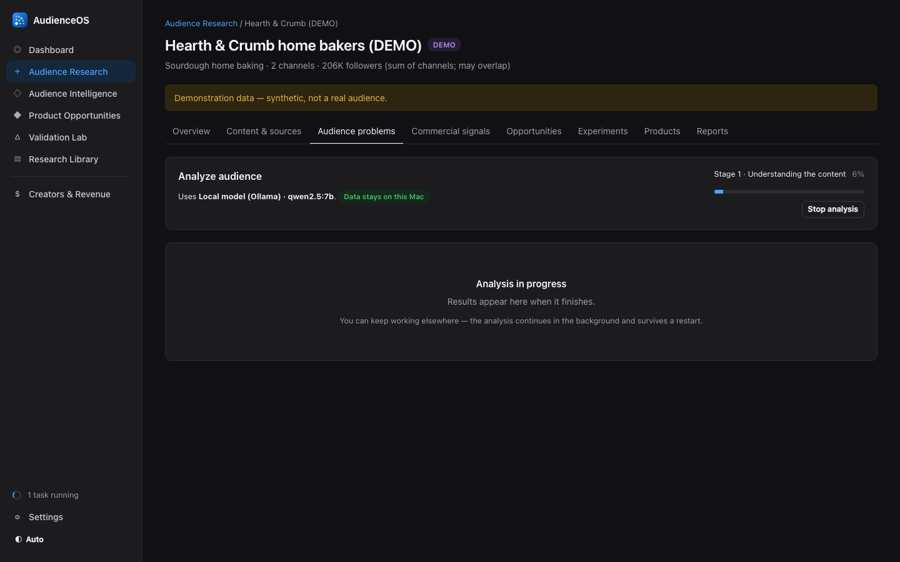 AudienceOS
Dashboard
Audience Research
Audience Intelligence
Product Opportunities
Validation Lab
Research Library
$ Creators & Revenue
1 task running
Settings
Auto
Audience Research / Hearth & Crumb (DEMO)
Hearth & Crumb home bakers (DEMO) DEMO
Sourdough home baking · 2 channels · 206K followers (sum of channels; may overlap)
Demonstration data — synthetic, not a real audience.
Overview Content & sources Audience problems Commercial signals Opportunities Experiments Products Reports
Analyze audience
Uses Local model (Ollama) · qwen2.5:7b. Data stays on this Mac
Stage 1 · Understanding the content 6%
Stop analysis
Analysis in progress
Results appear here when it finishes.
You can keep working elsewhere — the analysis continues in the background and survives a restart.